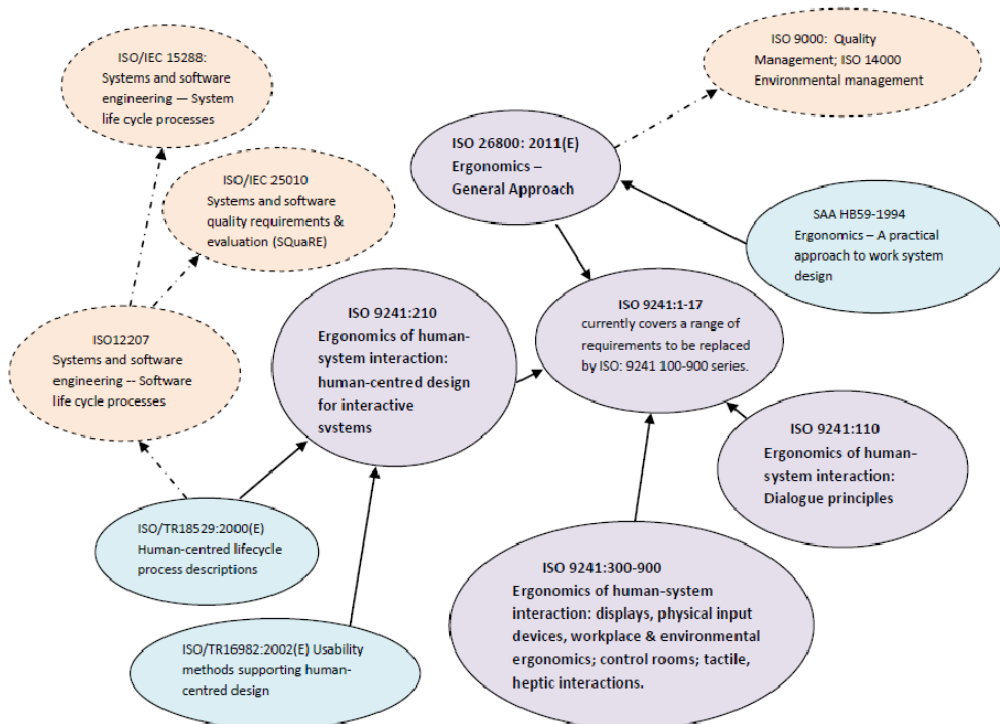 ISO/IEC 15288:
Systems and software
engineering — System
life cycle processes
ISO 9000: Quality
Management; ISO 14000
Environmental management
ISO 26800: 2011(E)
Ergonomics –
General Approach
ISO/IEC 25010
Systems and software
quality requirements &
evaluation (SQuaRE)
SAA HB59-1994
Ergonomics – A practical
approach to work system
design
ISO 9241:210
Ergonomics of human-
system interaction:
human-centred design
for interactive
systems
ISO 9241:1-17
currently covers a range of
requirements to be replaced
by ISO: 9241 100-900 series.
ISO12207
Systems and software
engineering -- Software
life cycle processes
ISO 9241:110
Ergonomics of human-
system interaction:
Dialogue principles
ISO/TR18529:2000(E)
Human-centred lifecycle
process descriptions
ISO 9241:300-900
Ergonomics of human-system
interaction: displays, physical input
devices, workplace & environmental
ergonomics; control rooms; tactile,
heptic interactions.
ISO/TR16982:2002(E) Usability
methods supporting human-
centred design